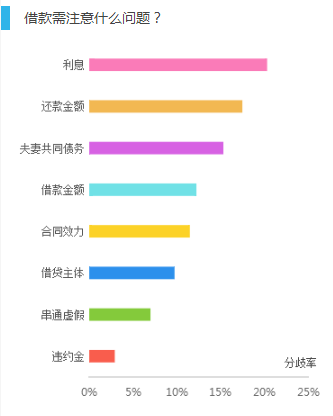 借款需注意什么问题？
利息
还款金额
夫妻共同债务
借款金额
合同效力
借贷主体
串通虚假
违约金
分歧率
0% 5% 10% 15% 20% 25%